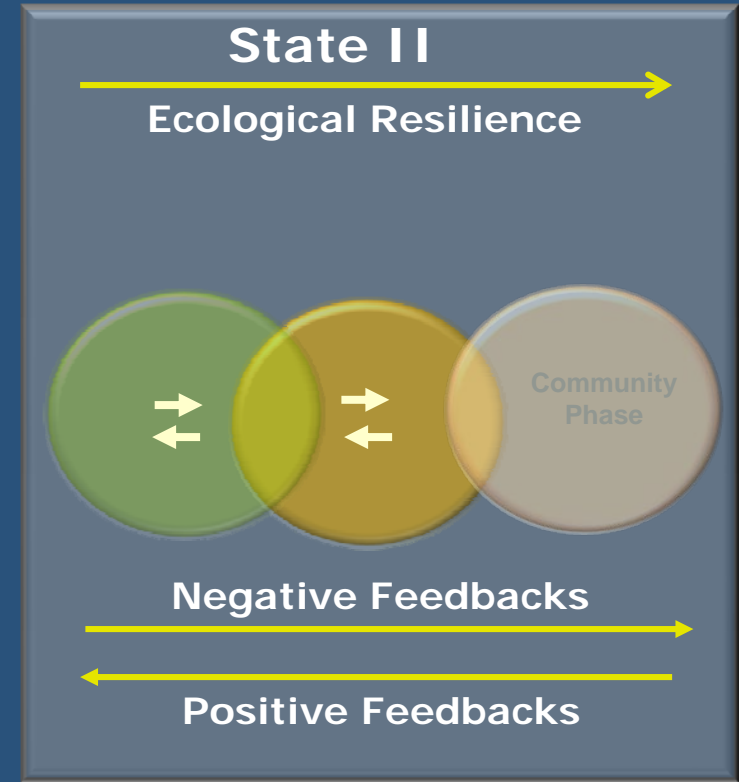 State II
Ecological Resilience
Community
Phase
Negative Feedbacks
Positive Feedbacks